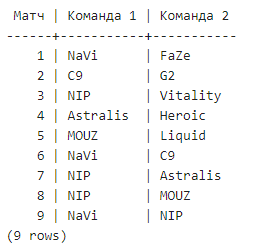 Матч | Команда 1 | Команда 2
------+-----------+-----------
1 | NaVi | FaZe
2 | C9 | G2
3 | NIP | Vitality
4 | Astralis | Heroic
5 | MOUZ | Liquid
6 | NaVi | C9
7 | NIP | Astralis
8 | NIP | MOUZ
9 | NaVi | NIP
(9 rows)